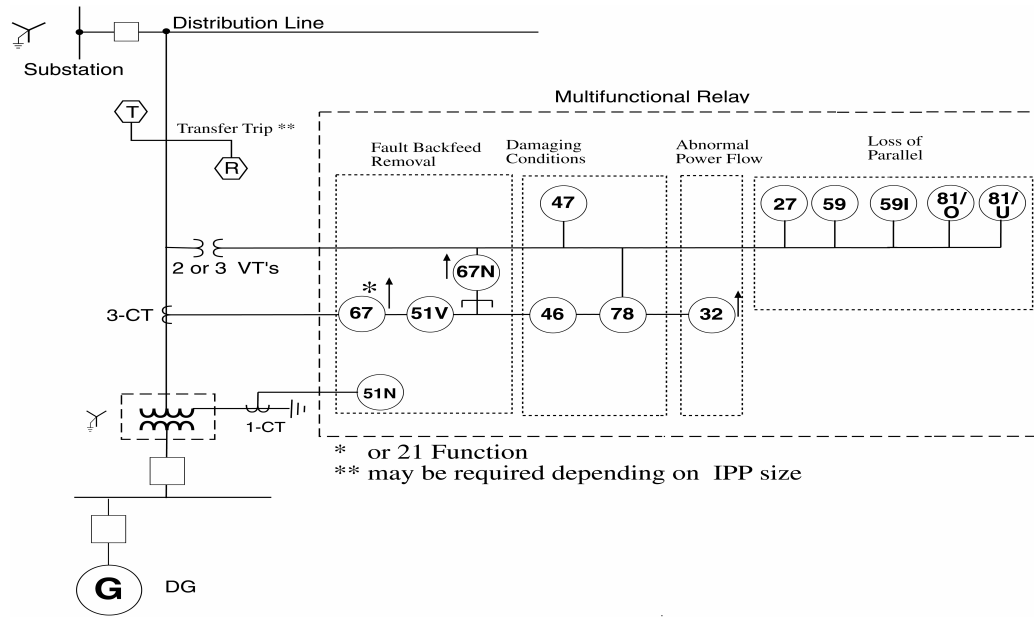 Distribution Line
Substation
Multifunctional Relay
T
Transfer Trip **
R
Fault Backfeed
Removal
Damaging
Conditions
Abnormal
Power Flow
Loss of
Parallel
47
27
59
59I
81/
O
81/
U
2 or 3 VT's
67N
*
3-CT
67
51V
46
78
32
51N
1-CT
* or 21 Function
** may be required depending on IPP size
G
DG